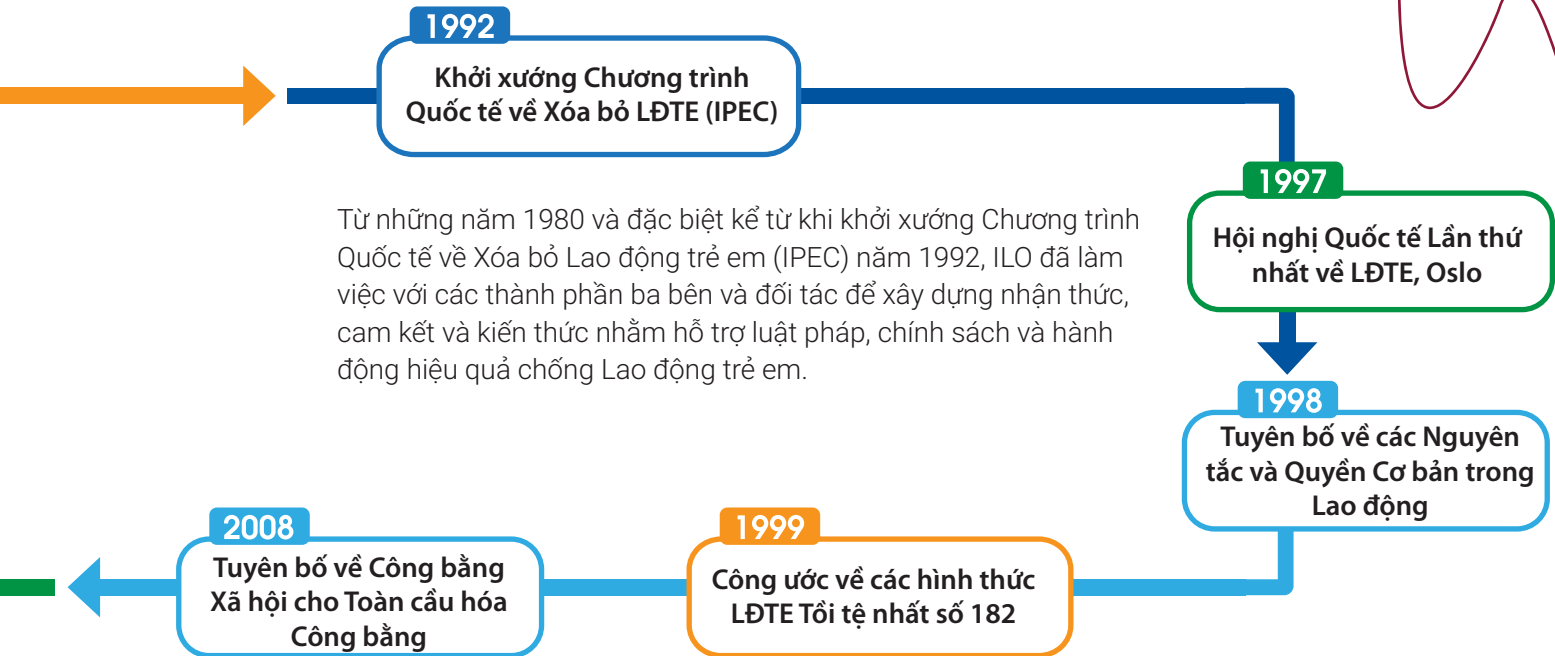 1992
Khởi xướng Chương trình
Quốc tế về Xóa bỏ LĐTE (IPEC)
Từ những năm 1980 và đặc biệt kể từ khi khởi xướng Chương trình
Quốc tế về Xóa bỏ Lao động trẻ em (IPEC) năm 1992, ILO đã làm
việc với các thành phần ba bên và đối tác để xây dựng nhận thức,
cam kết và kiến thức nhằm hỗ trợ luật pháp, chính sách và hành
động hiệu quả chống Lao động trẻ em.
1997
Hội nghị Quốc tế Lần thứ
nhất về LĐTE, Oslo
1998
Tuyên bố về các Nguyên
tắc và Quyền Cơ bản trong
Lao động
1999
Công ước về các hình thức
LĐTE Tồi tệ nhất số 182
2008
Tuyên bố về Công bằng
Xã hội cho Toàn cầu hóa
Công bằng